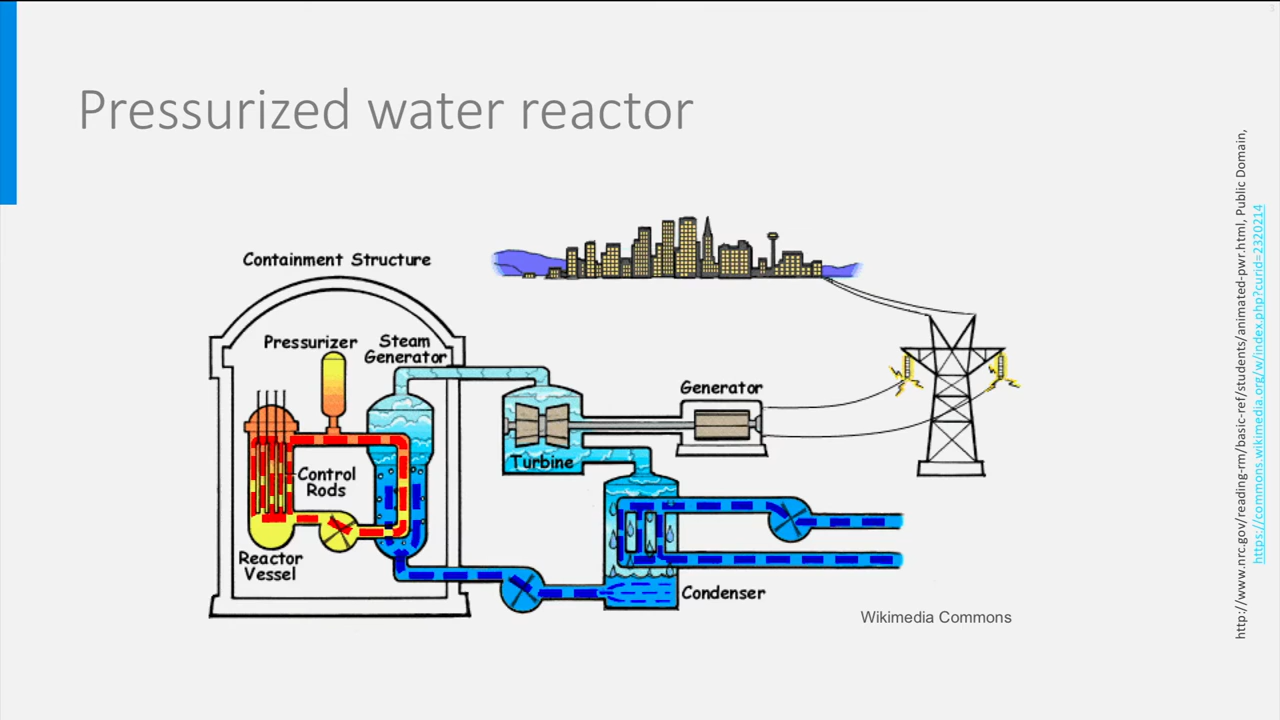 Pressurized water reactor
Containment Structure
Pressurizer
Steam
Generator
Control
Rods
Reactor
Vessel
Turbine
Generator
Condenser
Wikimedia Commons
http://www.nrc.gov/reading-rm/basic-ref/students/animated-pwr.html, Public Domain,
https://commons.wikimedia.org/w/index.php?curid=2320214